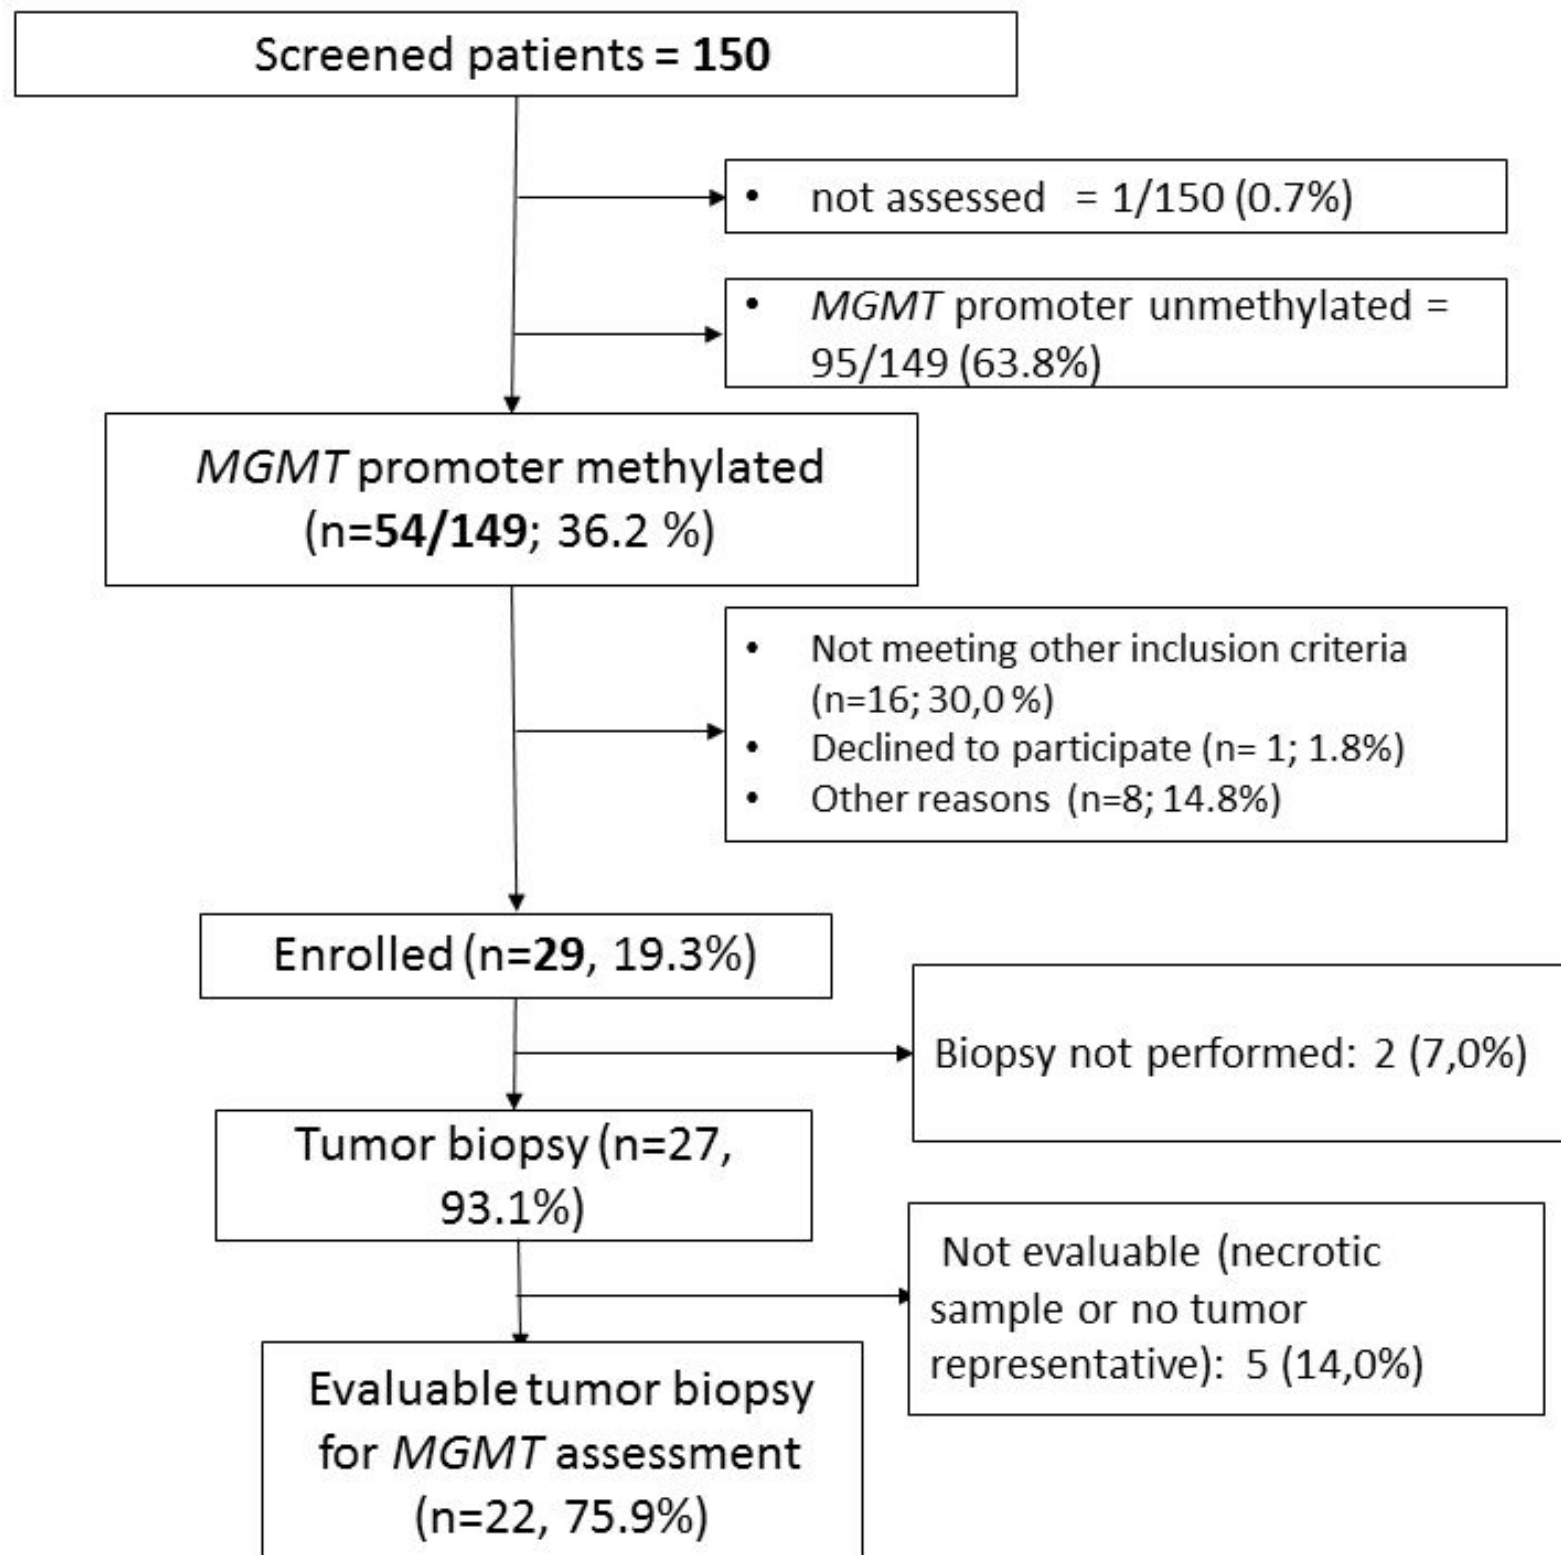 Screened patients = 150
• not assessed = 1/150 (0.7%)
• MGMT promoter unmethylated =
95/149 (63.8%)
MGMT promoter methylated
(n=54/149; 36.2 %)
• Not meeting other inclusion criteria
(n=16; 30,0 %)
• Declined to participate (n= 1; 1.8%)
• Other reasons (n=8; 14.8%)
Enrolled (n=29, 19.3%)
Biopsy not performed: 2 (7,0%)
Tumor biopsy (n=27,
93.1%)
Not evaluable (necrotic
sample or no tumor
representative): 5 (14,0%)
Evaluable tumor biopsy
for MGMT assessment
(n=22, 75.9%)